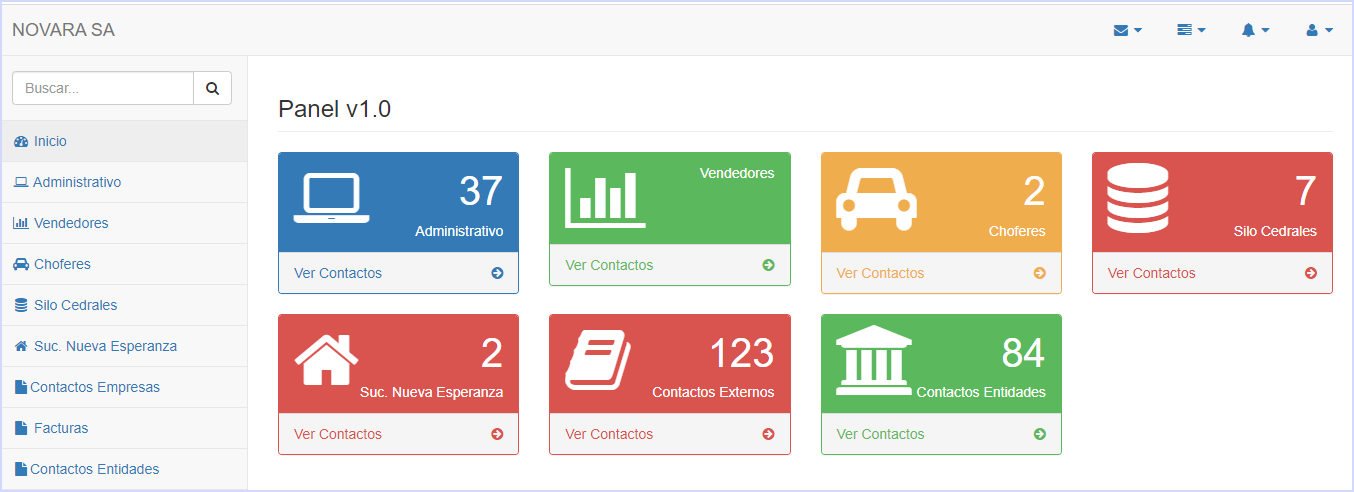 NOVARA SA
Buscar...
Inicio
Administrativo
Vendedores
Choferes
Silo Cedrales
Suc. Nueva Esperanza
Contactos Empresas
Facturas
Contactos Entidades
Panel v1.0
37
Administrativo
Ver Contactos
Vendedores
Ver Contactos
2
Choferes
Ver Contactos
7
Silo Cedrales
Ver Contactos
2
Suc. Nueva Esperanza
Ver Contactos
123
Contactos Externos
Ver Contactos
84
Contactos Entidades
Ver Contactos